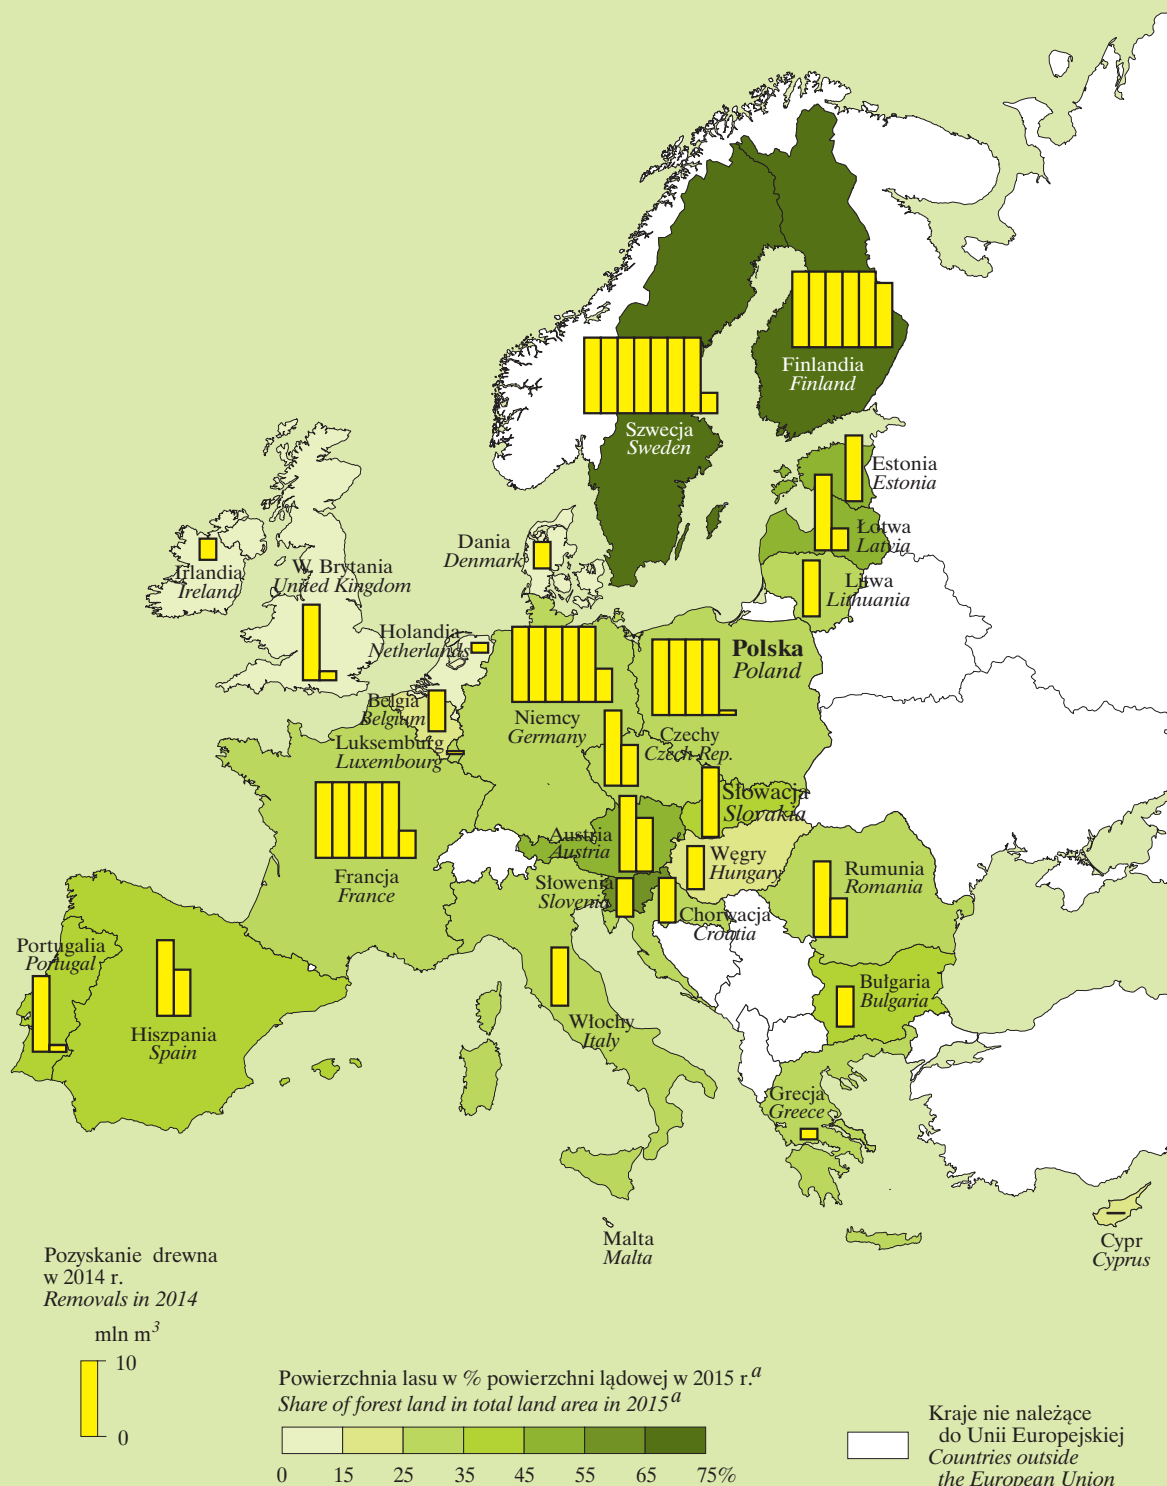 Finlandia
Finland
Szwecja
Sweden
Estonia
Estonia
Łotwa
Latvia
Dania
Denmark
Irlandia
Ireland
W. Brytania
United Kingdom
Litwa
Lithuania
Holandia
Netherlands
Polska
Poland
Belgia
Belgium
Niemcy
Germany
Luksemburg
Luxembourg
Czechy
Czech Rep.
Słowacja
Slovakia
Austria
Austria
Węgry
Hungary
Francja
France
Słowenia
Slovenia
Rumunia
Romania
Chorwacja
Croatia
Portugalia
Portugal
Hiszpania
Spain
Bułgaria
Bulgaria
Włochy
Italy
Grecja
Greece
Malta
Malta
Cypr
Cyprus
Pozyskanie drewna
w 2014 r.
Removals in 2014
mln m³
10
0
Powierzchnia lasu w % powierzchni lądowej w 2015 r.ᵃ
Share of forest land in total land area in 2015ᵃ
0 15 25 35 45 55 65 75%
Kraje nie należące
do Unii Europejskiej
Countries outside
the European Union